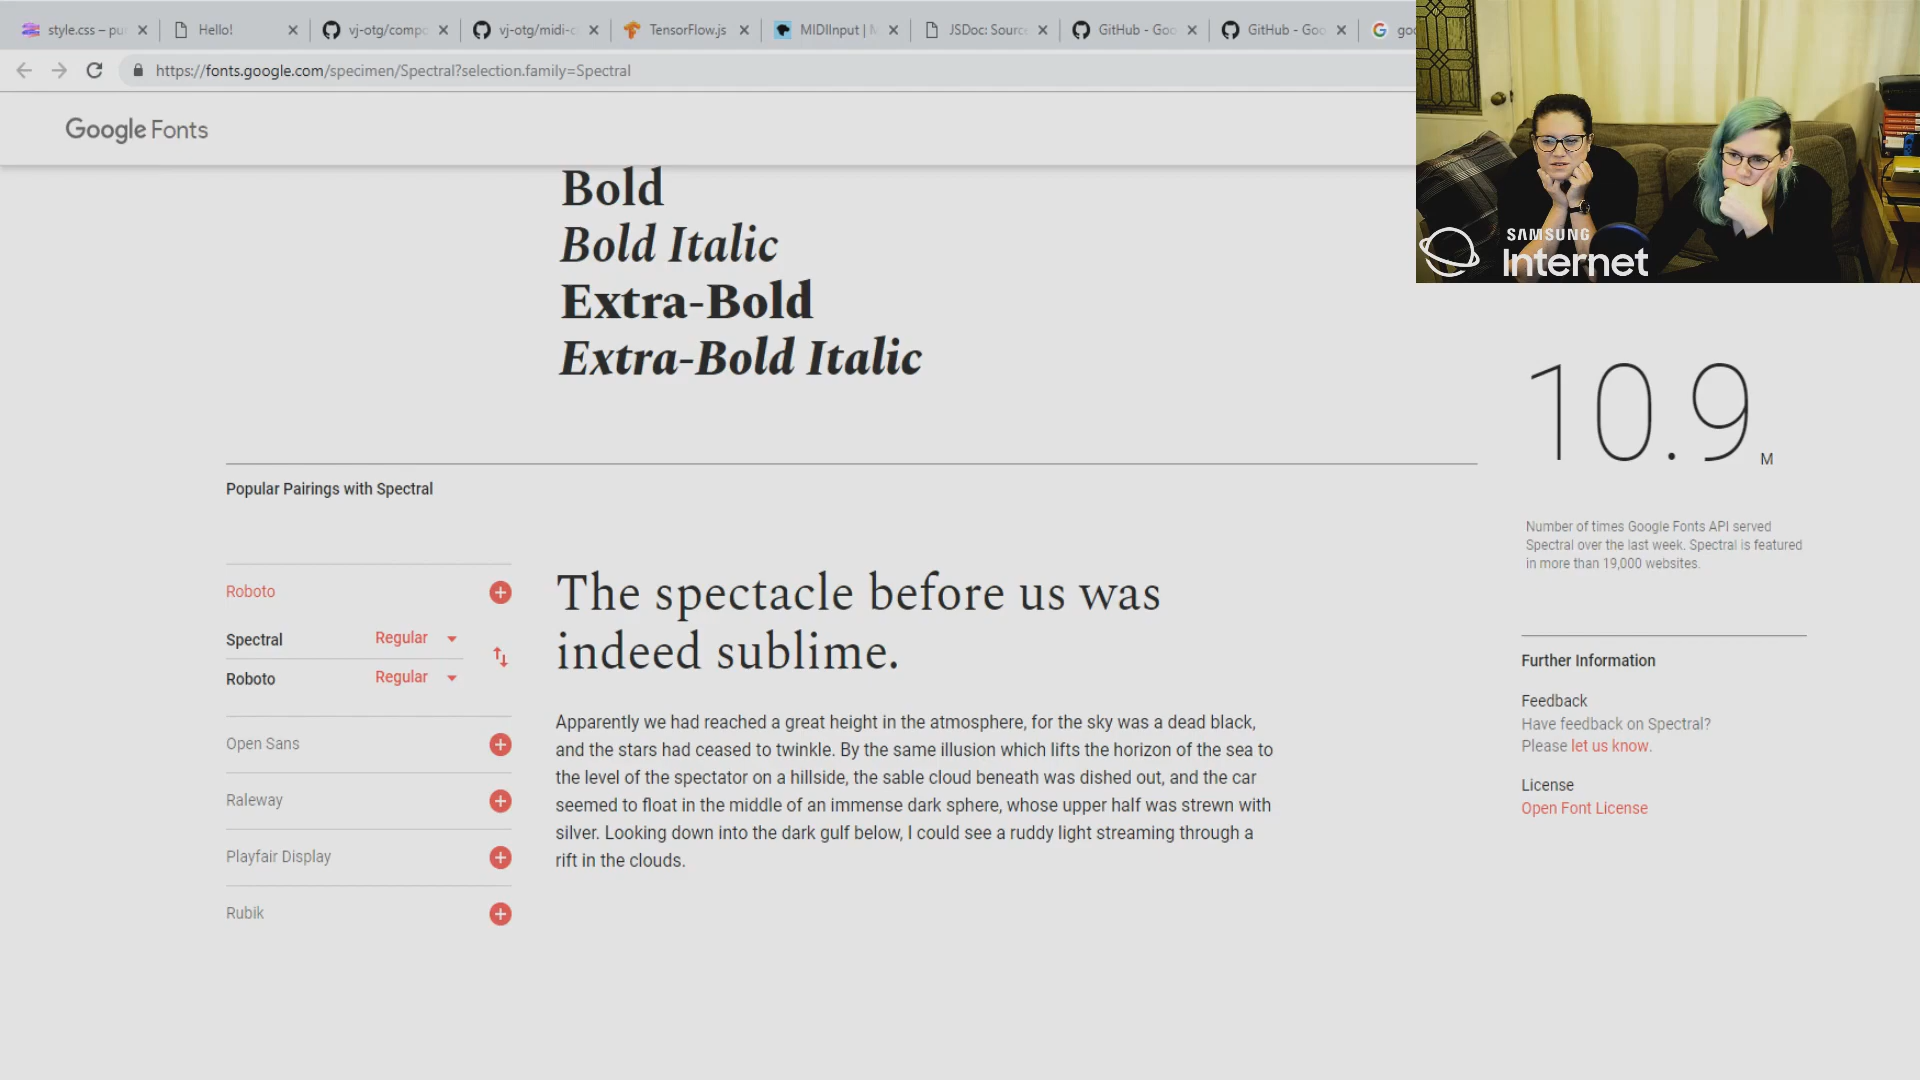 style.css – pu
Hello!
vj-otg/compo
vj-otg/midi-c
TensorFlow.js
MIDIInput | M
JSDoc: Source
GitHub - Goo
GitHub - Goo
goo
https://fonts.google.com/specimen/Spectral?selection.family=Spectral
Google Fonts
SAMSUNG
Internet
Bold
Bold Italic
Extra-Bold
Extra-Bold Italic
10.9 M
Number of times Google Fonts API served
Spectral over the last week. Spectral is featured
in more than 19,000 websites.
Popular Pairings with Spectral
Roboto
Spectral Regular
Roboto Regular
Open Sans
Raleway
Playfair Display
Rubik
The spectacle before us was
indeed sublime.
Apparently we had reached a great height in the atmosphere, for the sky was a dead black,
and the stars had ceased to twinkle. By the same illusion which lifts the horizon of the sea to
the level of the spectator on a hillside, the sable cloud beneath was dished out, and the car
seemed to float in the middle of an immense dark sphere, whose upper half was strewn with
silver. Looking down into the dark gulf below, I could see a ruddy light streaming through a
rift in the clouds.
Further Information
Feedback
Have feedback on Spectral?
Please let us know.
License
Open Font License